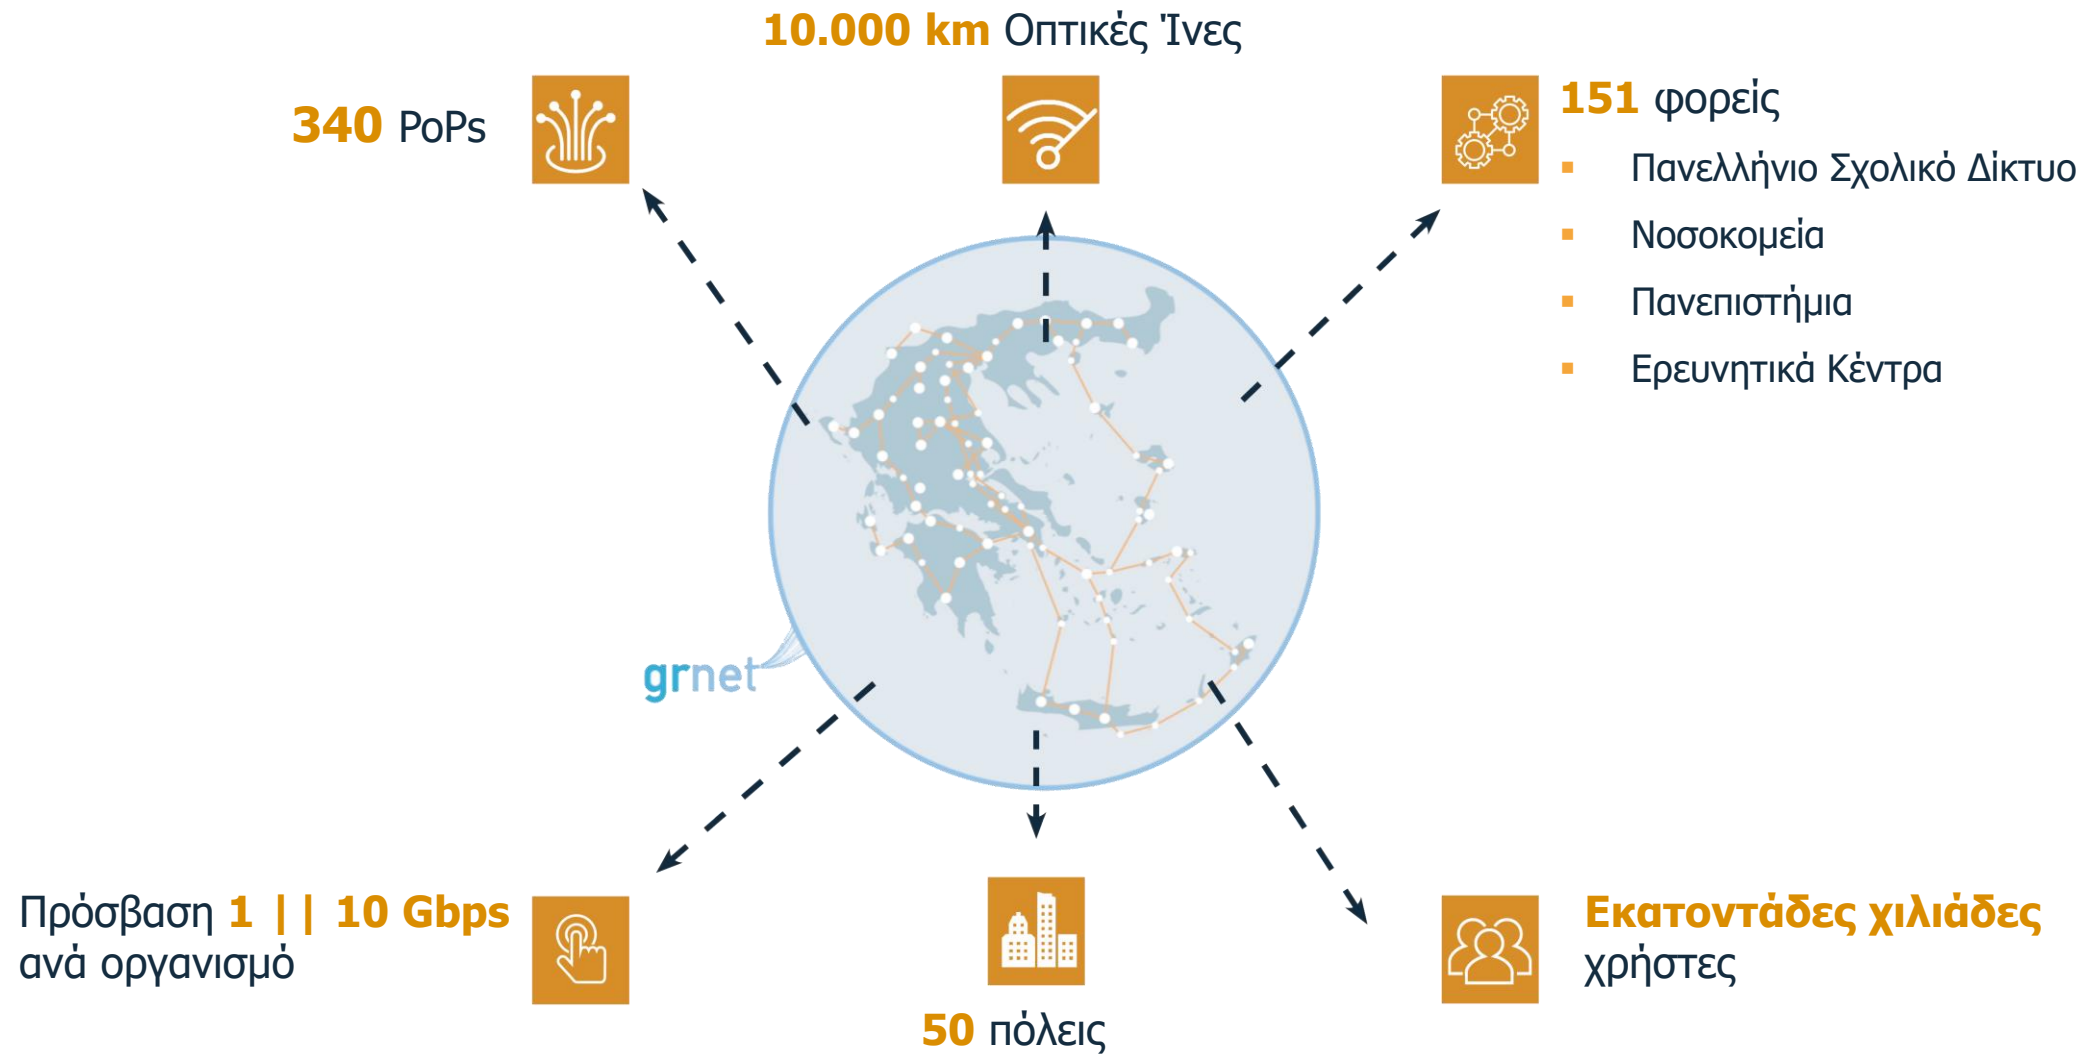 10.000 km Οπτικές Ίνες
340 PoPs
151 φορείς
▪ Πανελλήνιο Σχολικό Δίκτυο
▪ Νοσοκομεία
▪ Πανεπιστήμια
▪ Ερευνητικά Κέντρα
grnet
Πρόσβαση 1 || 10 Gbps
ανά οργανισμό
50 πόλεις
Εκατοντάδες χιλιάδες
χρήστες